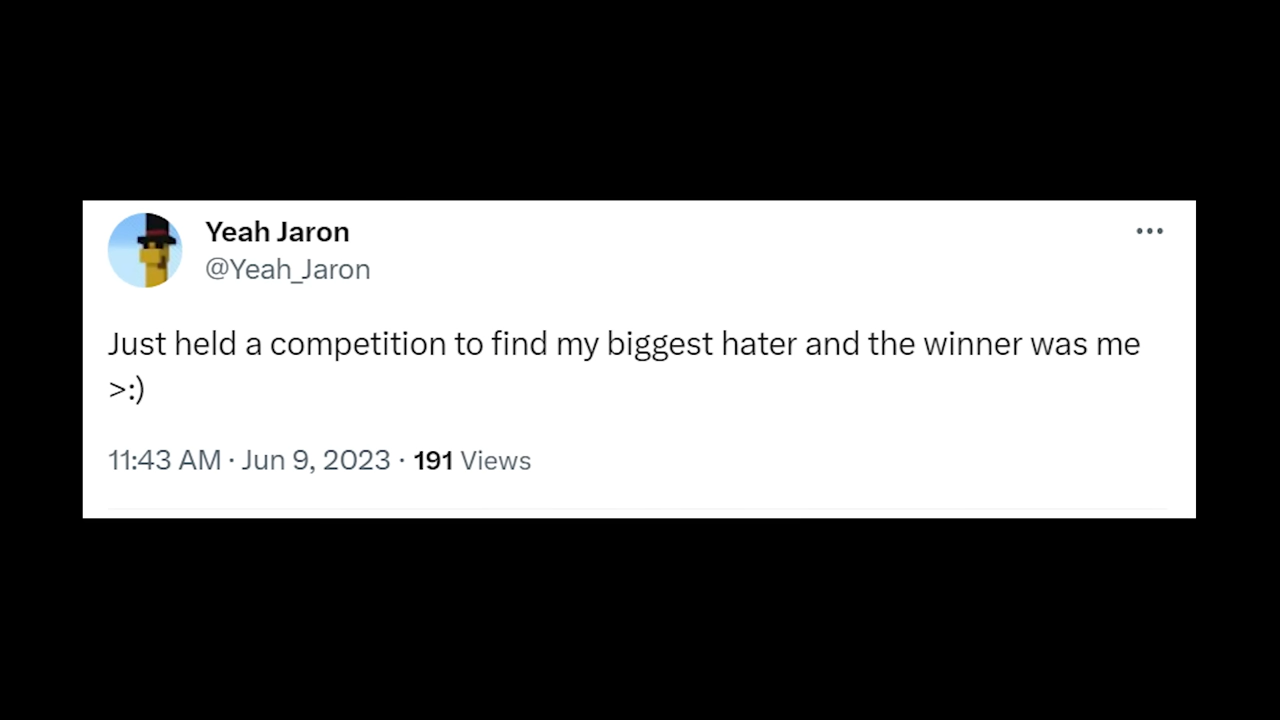 Yeah Jaron
@Yeah_Jaron
Just held a competition to find my biggest hater and the winner was me
>:)
11:43 AM · Jun 9, 2023 · 191 Views